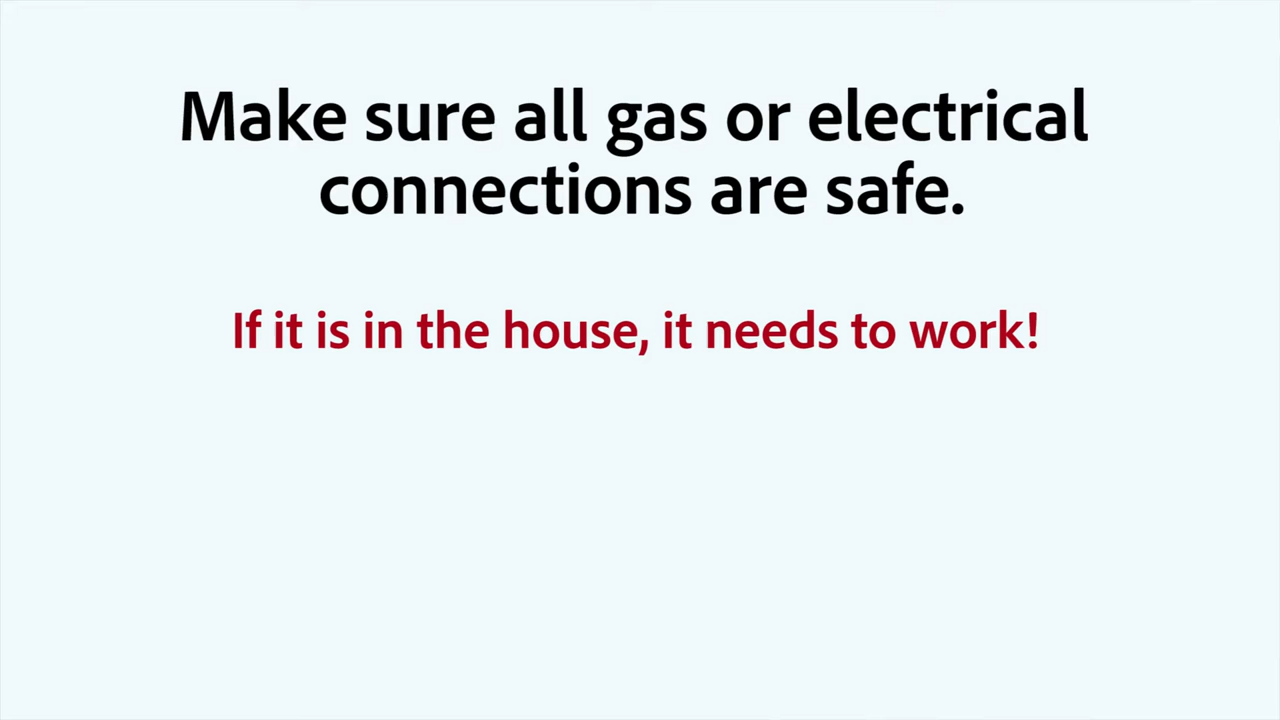 Make sure all gas or electrical
connections are safe.
If it is in the house, it needs to work!